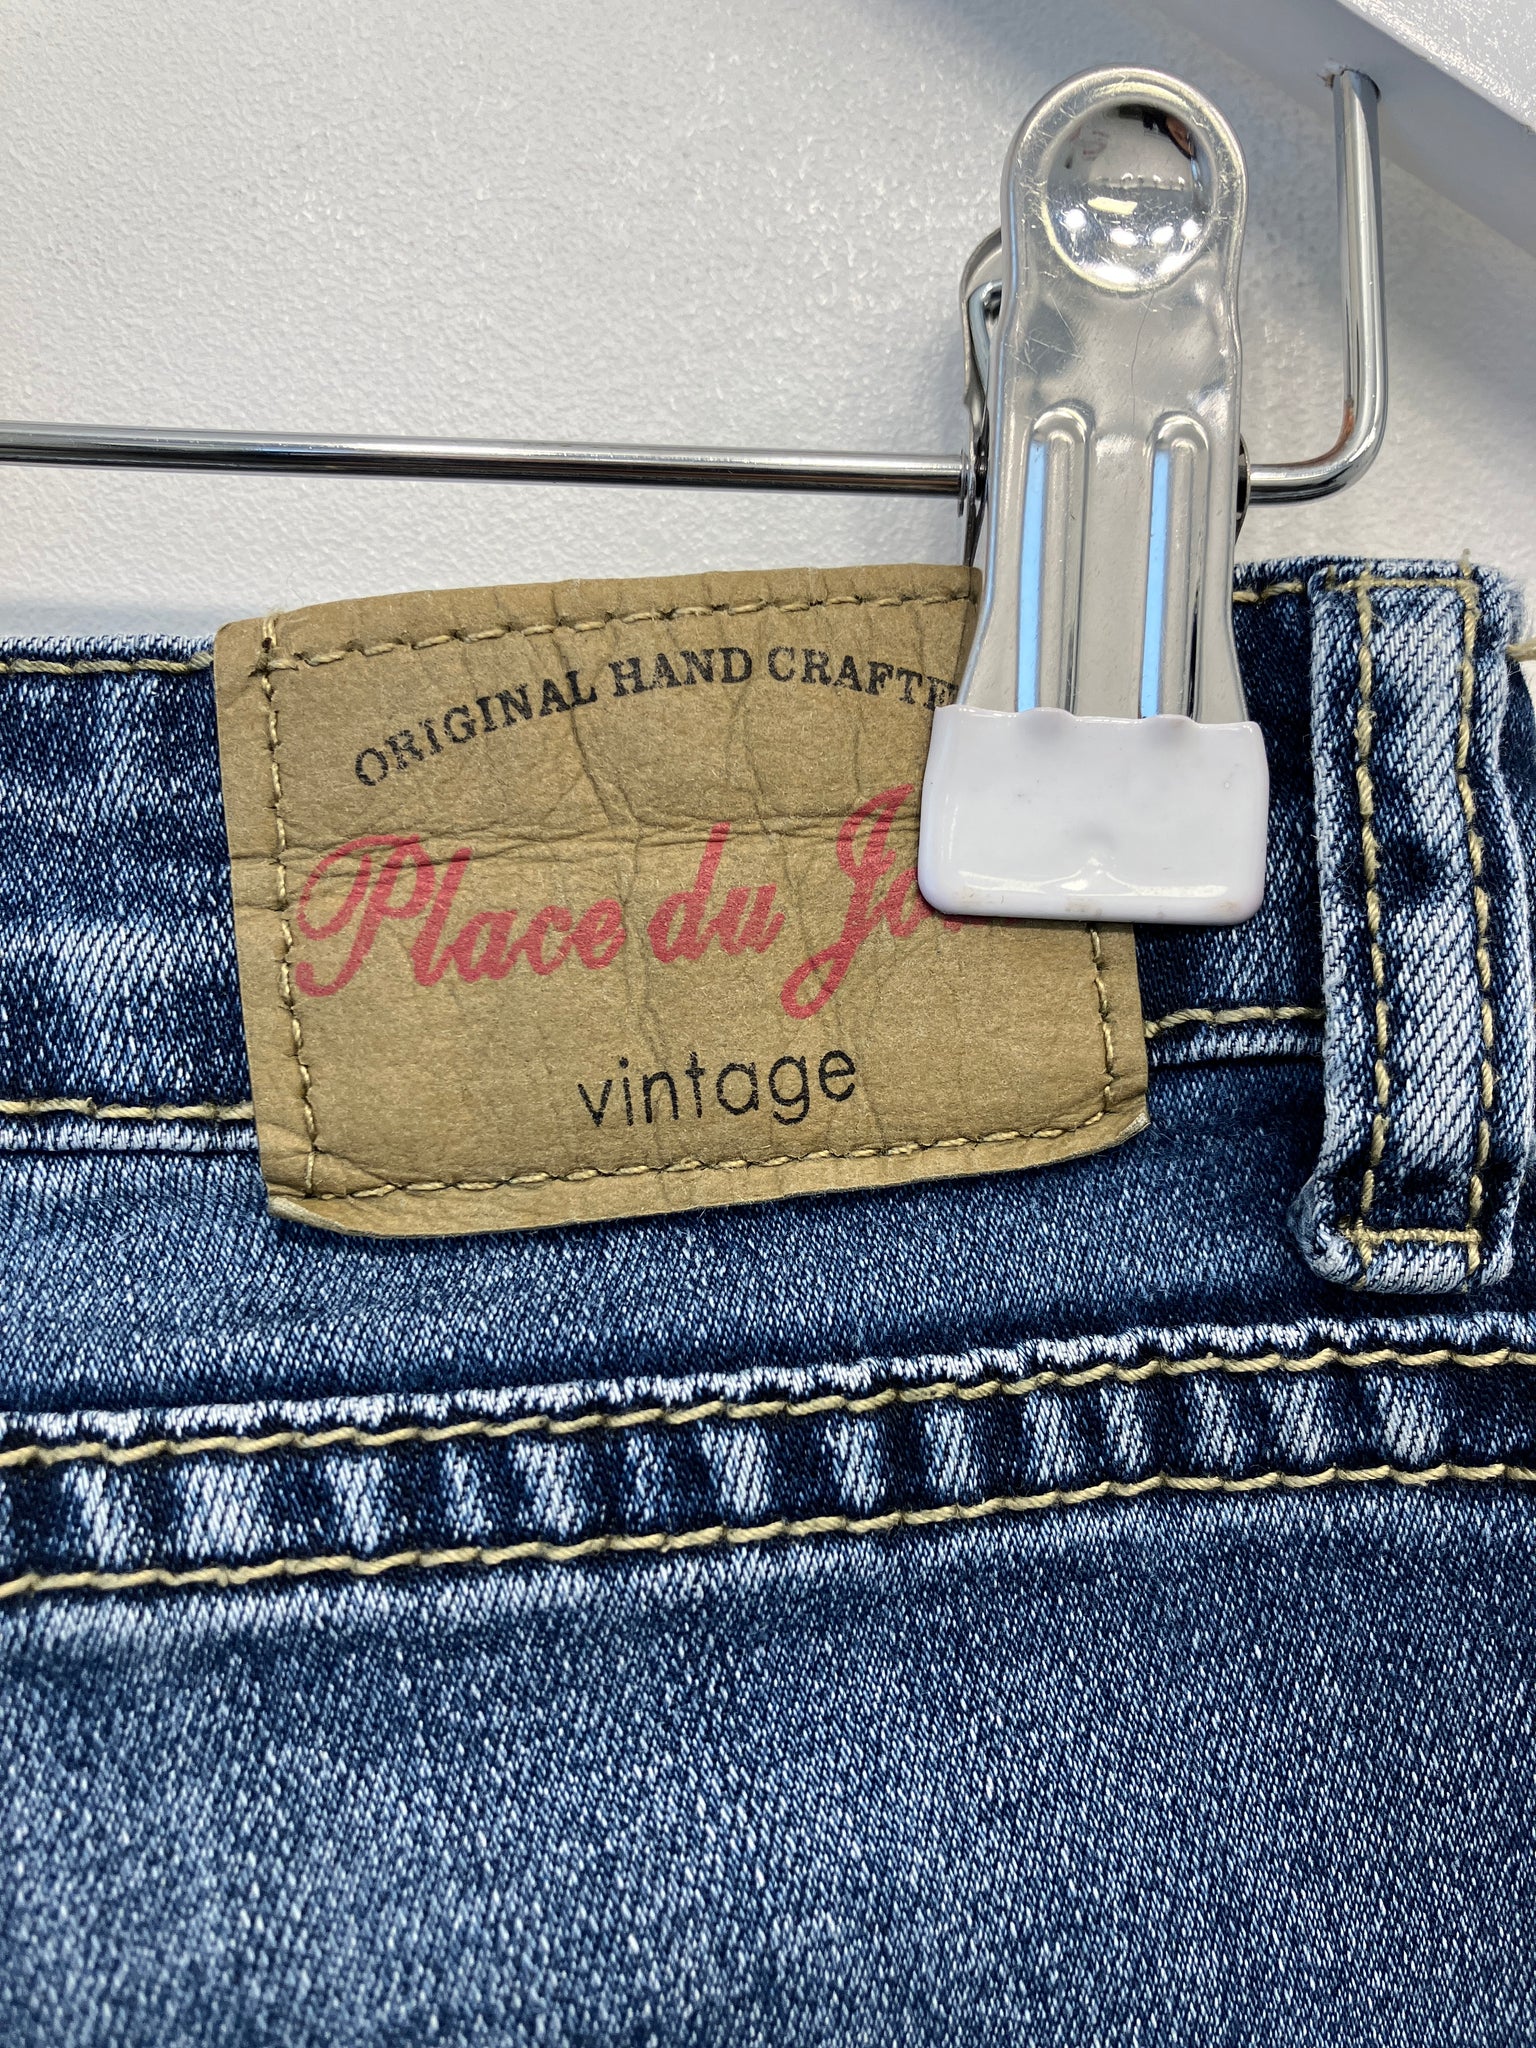 ORIGINAL HAND CRAFTE
Place du
vintage